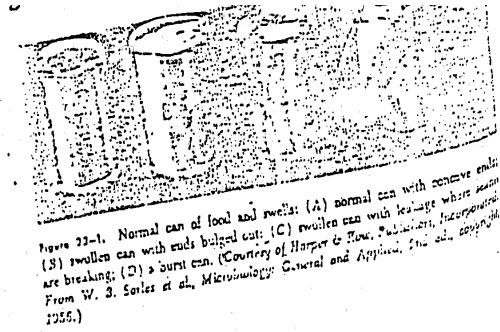 Figure 22–1. Normal can of food and swells: (A) normal can with concave ends;
(B) swollen can with ends bulged out; (C) swollen can with leakage where seams
are breaking; (D) a burst can. (Courtesy of Harper & Row, Publishers, Incorporated.
From W. B. Sarles et al., Microbiology: General and Applied, 2nd ed., copyright
1956.)